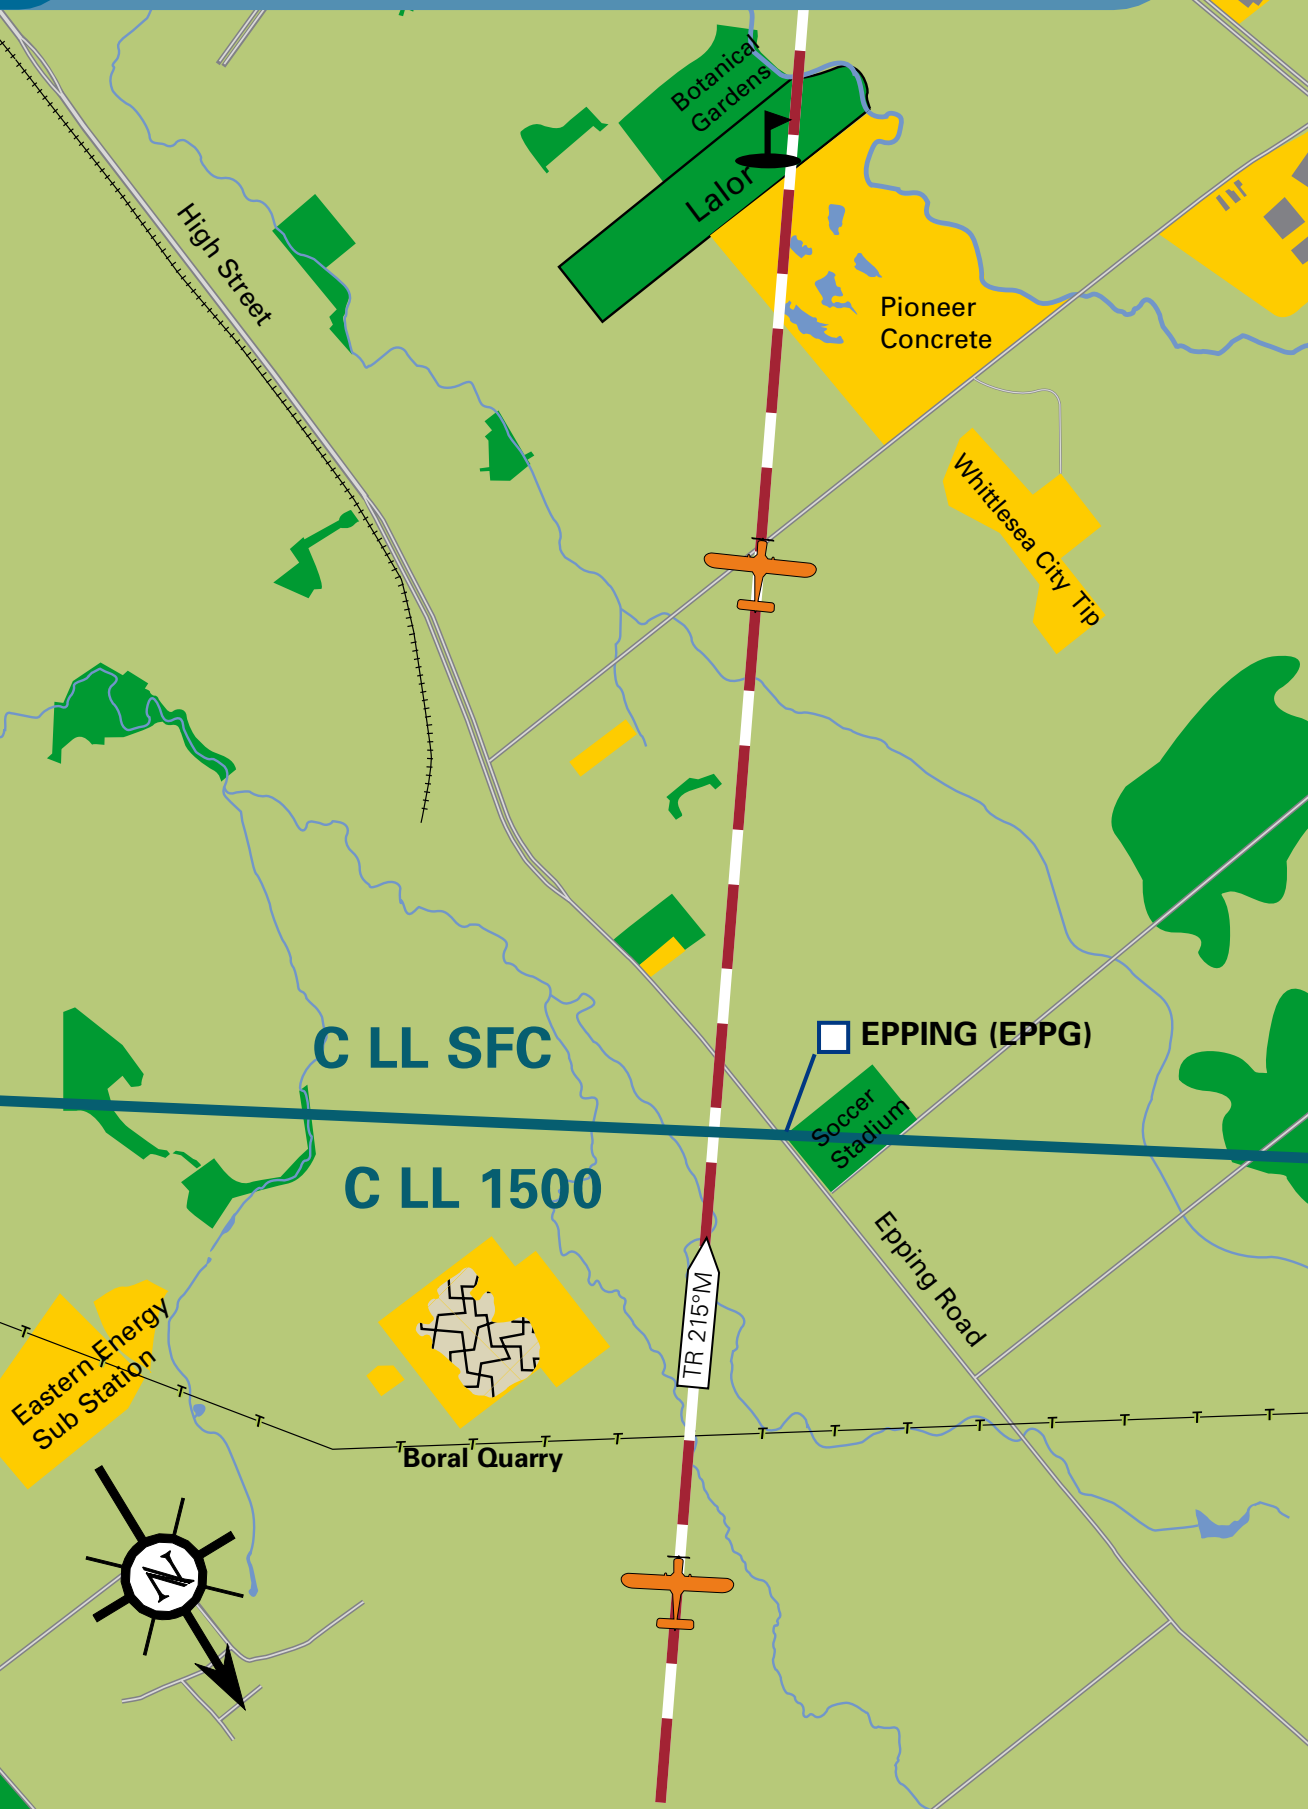 Botanical
Gardens
Lalor
High Street
Pioneer
Concrete
Whittlesea City Tip
C LL SFC
EPPING (EPPG)
Soccer
Stadium
C LL 1500
Epping Road
TR 215°M
Eastern Energy
Sub Station
T T T T T T T T T T T T T T T T
Boral Quarry
N